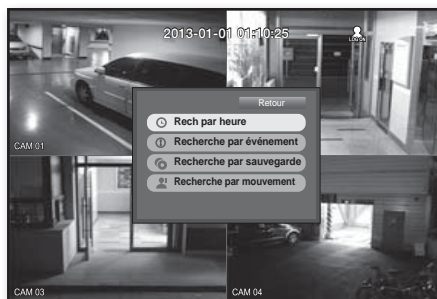 2013-01-01 01:10:25
LOG ON
Retour
Rech par heure
Recherche par événement
CAM 01
Recherche par sauvegarde
Recherche par mouvement
CAM 03
CAM 04